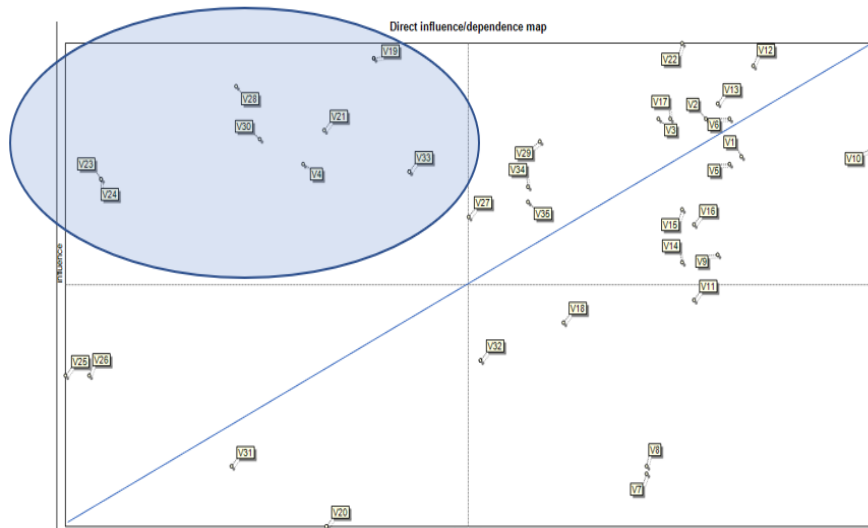 Direct influence/dependence map
V19
V22
V12
V28
V17
V2
V13
V21
V30
V3
V6
V29
V1
V33
V10
V23
V4
V34
V5
V24
V27
V35
V15
V16
V14
V9
influence
V11
V18
V32
V25
V26
V31
V8
V7
V20